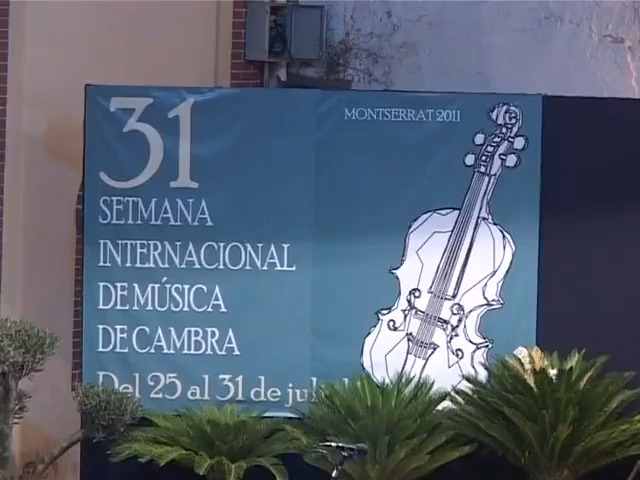 31
SETMANA
INTERNACIONAL
DE MÚSICA
DE CAMBRA
Del 25 al 31 de
MONTSERRAT 2011